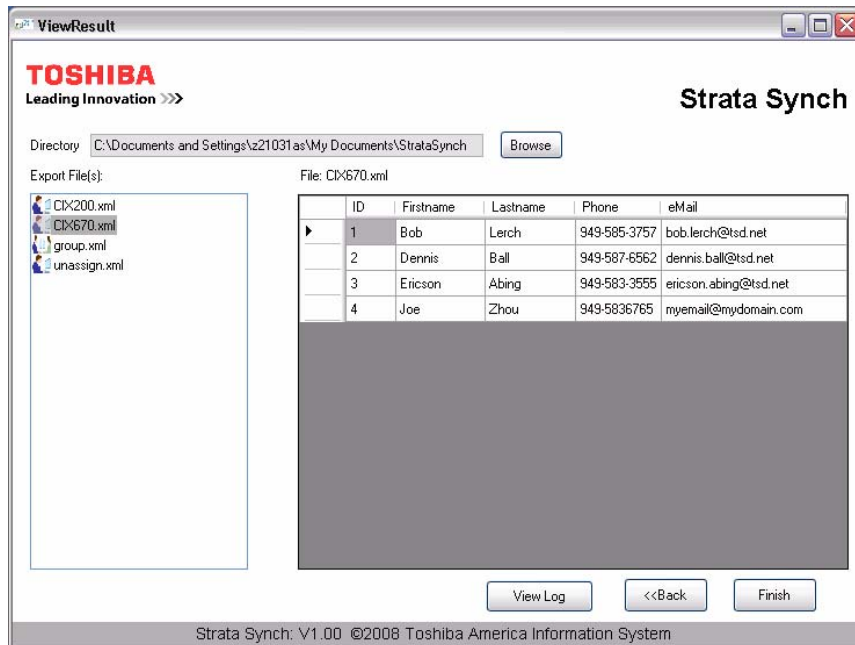 ViewResult
TOSHIBA
Leading Innovation >>>
Strata Synch
Directory C:\Documents and Settings\z21031as\My Documents\StrataSynch Browse
Export File(s): File: CIX670.xml
CIX200.xml
CIX670.xml
group.xml
unassign.xml
ID Firstname Lastname Phone eMail
1 Bob Lerch 949-585-3757 bob.lerch@tsd.net
2 Dennis Ball 949-587-6562 dennis.ball@tsd.net
3 Ericson Abing 949-583-3555 ericson.abing@tsd.net
4 Joe Zhou 949-5836765 myemail@mydomain.com
View Log <<Back Finish
Strata Synch: V1.00 ©2008 Toshiba America Information System